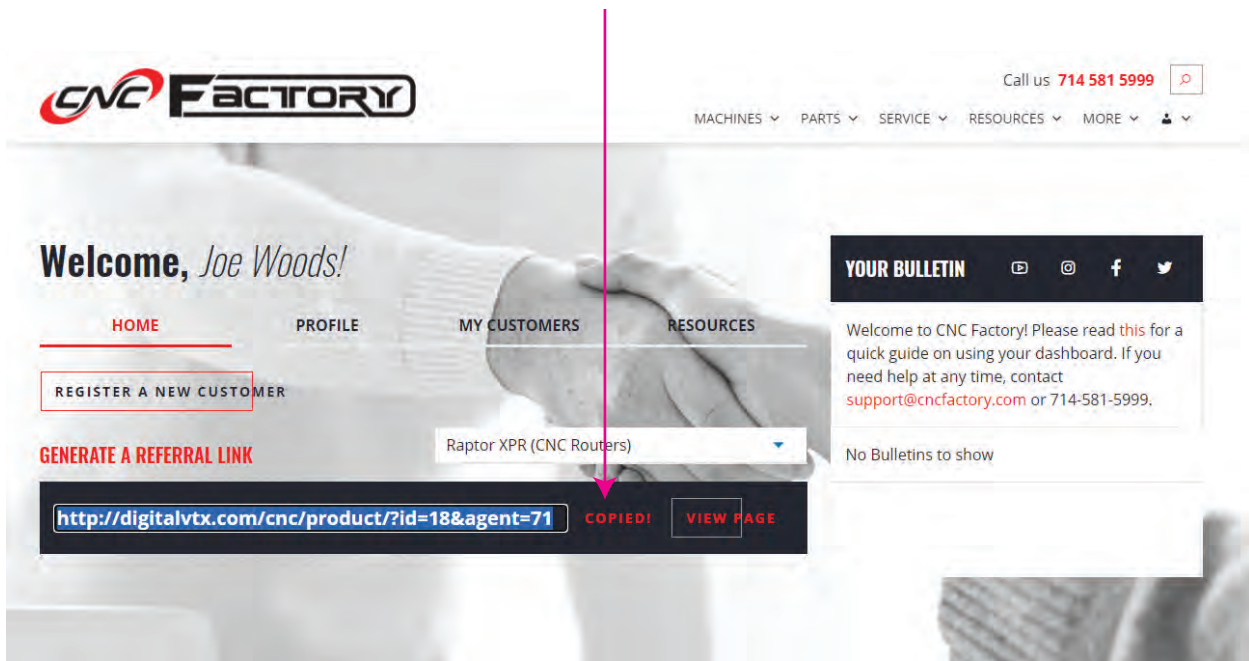 CNC Factory
Call us 714 581 5999
MACHINES PARTS SERVICE RESOURCES MORE
Welcome, Joe Woods!
HOME PROFILE MY CUSTOMERS RESOURCES
REGISTER A NEW CUSTOMER
GENERATE A REFERRAL LINK
Raptor XPR (CNC Routers)
http://digitalvtx.com/cnc/product/?id=18&agent=71 COPIED! VIEW PAGE
YOUR BULLETIN
Welcome to CNC Factory! Please read this for a
quick guide on using your dashboard. If you
need help at any time, contact
support@cncfactory.com or 714-581-5999.
No Bulletins to show